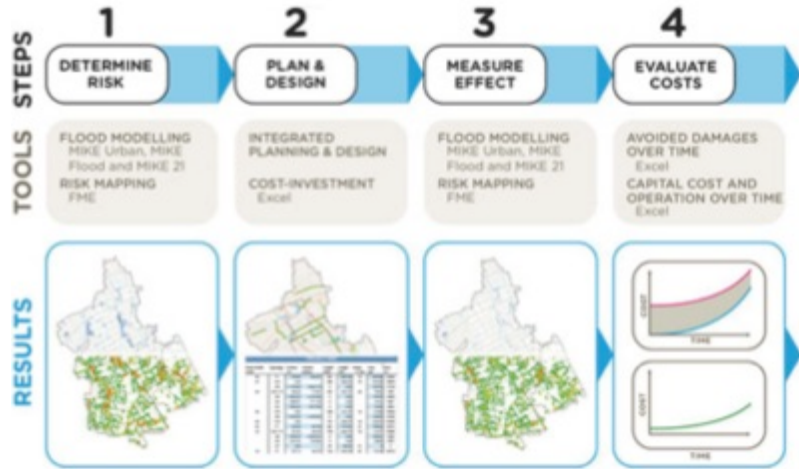 1
2
3
4
STEPS
DETERMINE
RISK
PLAN &
DESIGN
MEASURE
EFFECT
EVALUATE
COSTS
TOOLS
FLOOD MODELLING
MIKE Urban, MIKE
Flood and MIKE 21
RISK MAPPING
FME
INTEGRATED
PLANNING & DESIGN
COST-INVESTMENT
Excel
FLOOD MODELLING
MIKE Urban, MIKE
Flood and MIKE 21
RISK MAPPING
FME
AVOIDED DAMAGES
OVER TIME
Excel
CAPITAL COST AND
OPERATION OVER TIME
Excel
RESULTS
COST
TIME
COST
TIME